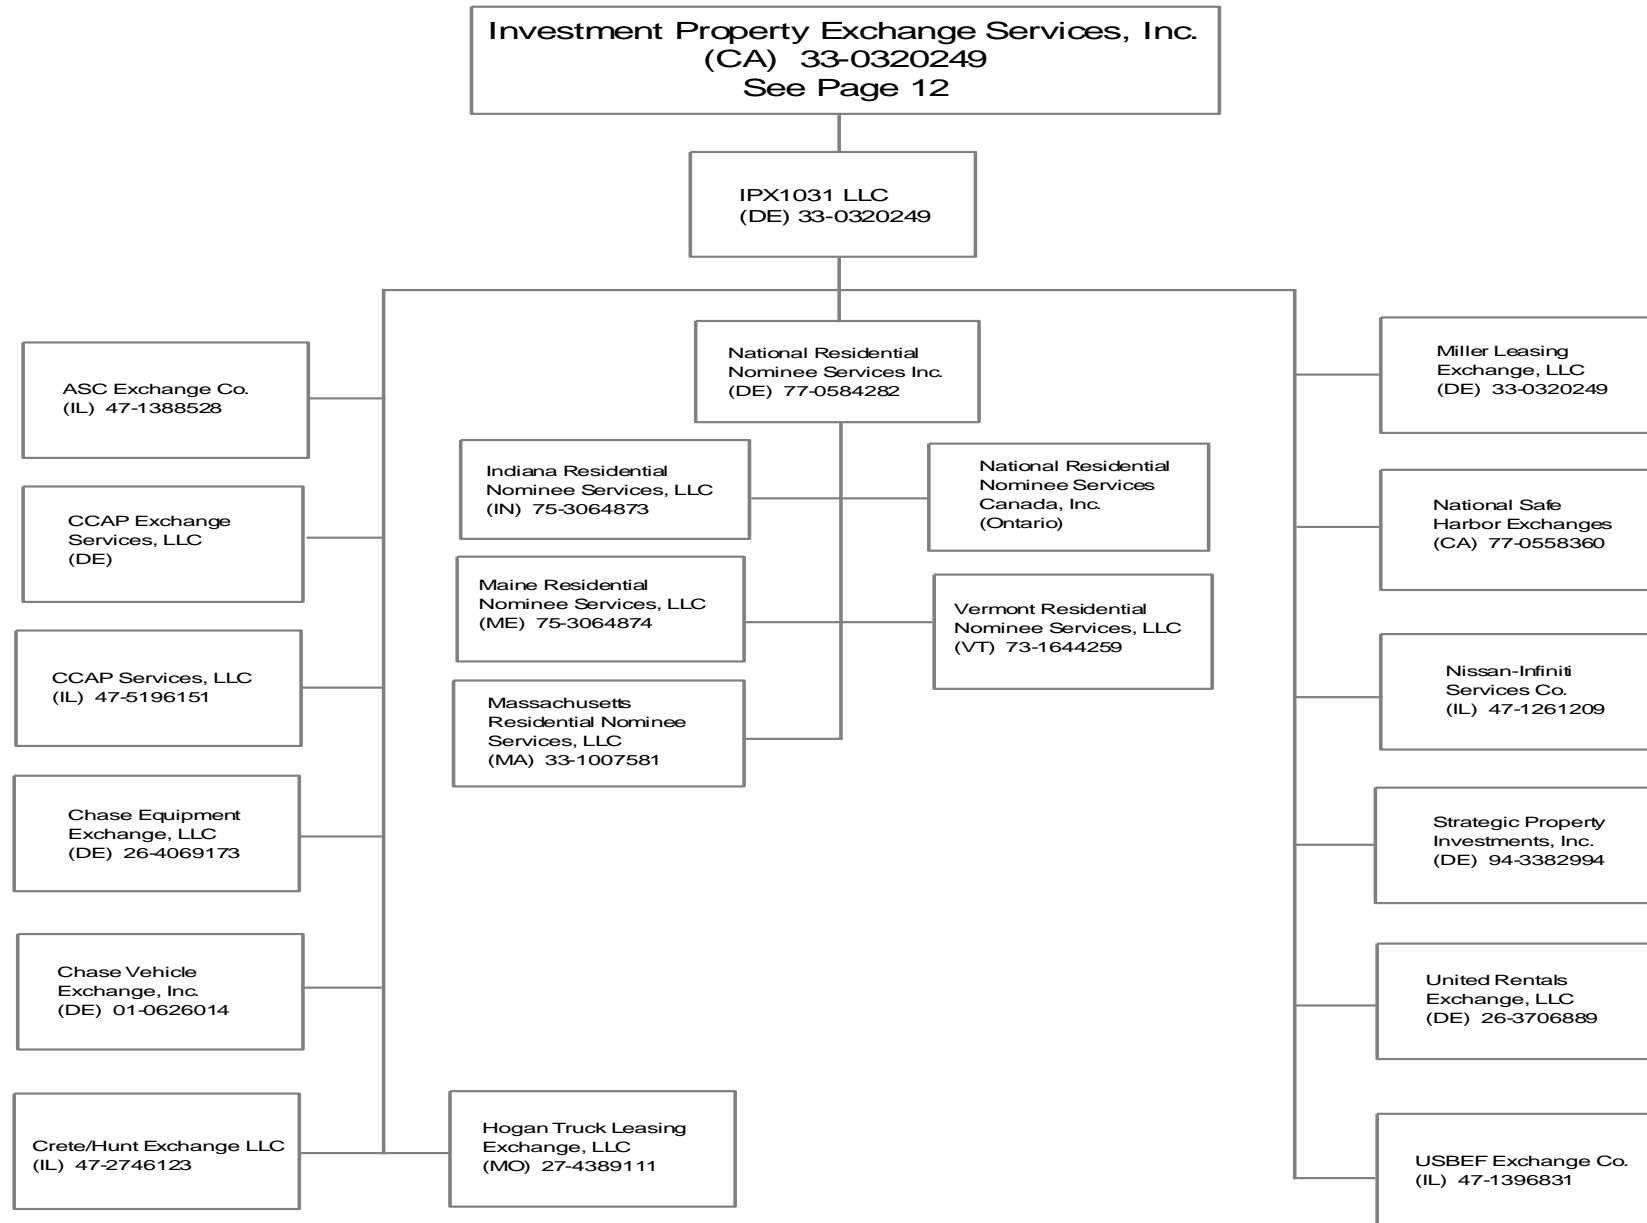 Investment Property Exchange Services, Inc.
(CA) 33-0320249
See Page 12
IPX1031 LLC
(DE) 33-0320249
National Residential
Nominee Services Inc.
(DE) 77-0584282
ASC Exchange Co.
(IL) 47-1388528
CCAP Exchange
Services, LLC
(DE)
CCAP Services, LLC
(IL) 47-5196151
Chase Equipment
Exchange, LLC
(DE) 26-4069173
Chase Vehicle
Exchange, Inc.
(DE) 01-0626014
Crete/Hunt Exchange LLC
(IL) 47-2746123
Indiana Residential
Nominee Services, LLC
(IN) 75-3064873
Maine Residential
Nominee Services, LLC
(ME) 75-3064874
Massachusetts
Residential Nominee
Services, LLC
(MA) 33-1007581
National Residential
Nominee Services
Canada, Inc.
(Ontario)
Vermont Residential
Nominee Services, LLC
(VT) 73-1644259
Hogan Truck Leasing
Exchange, LLC
(MO) 27-4389111
Miller Leasing
Exchange, LLC
(DE) 33-0320249
National Safe
Harbor Exchanges
(CA) 77-0558360
Nissan-Infiniti
Services Co.
(IL) 47-1261209
Strategic Property
Investments, Inc.
(DE) 94-3382994
United Rentals
Exchange, LLC
(DE) 26-3706889
USBEF Exchange Co.
(IL) 47-1396831